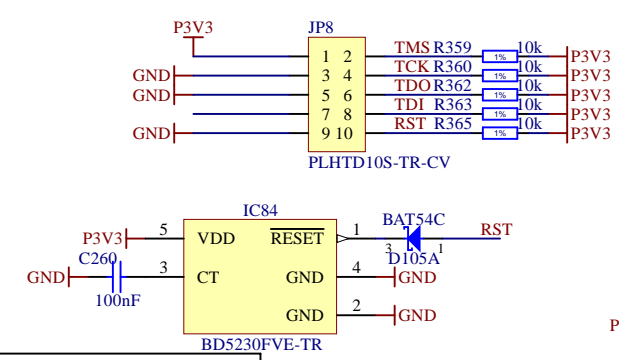 P3V3 JP8
1 2 TMS R359 1% 10k P3V3
GND 3 4 TCK R360 1% 10k P3V3
GND 5 6 TDO R362 1% 10k P3V3
7 8 TDI R363 1% 10k P3V3
GND 9 10 RST R365 1% 10k P3V3
PLHTD10S-TR-CV
IC84
P3V3 5 VDD RESET 1 BAT54C RST
3 D105A 1
C260
GND 100nF 3 CT GND 4 GND
GND 2 GND
BD5230FVE-TR
P